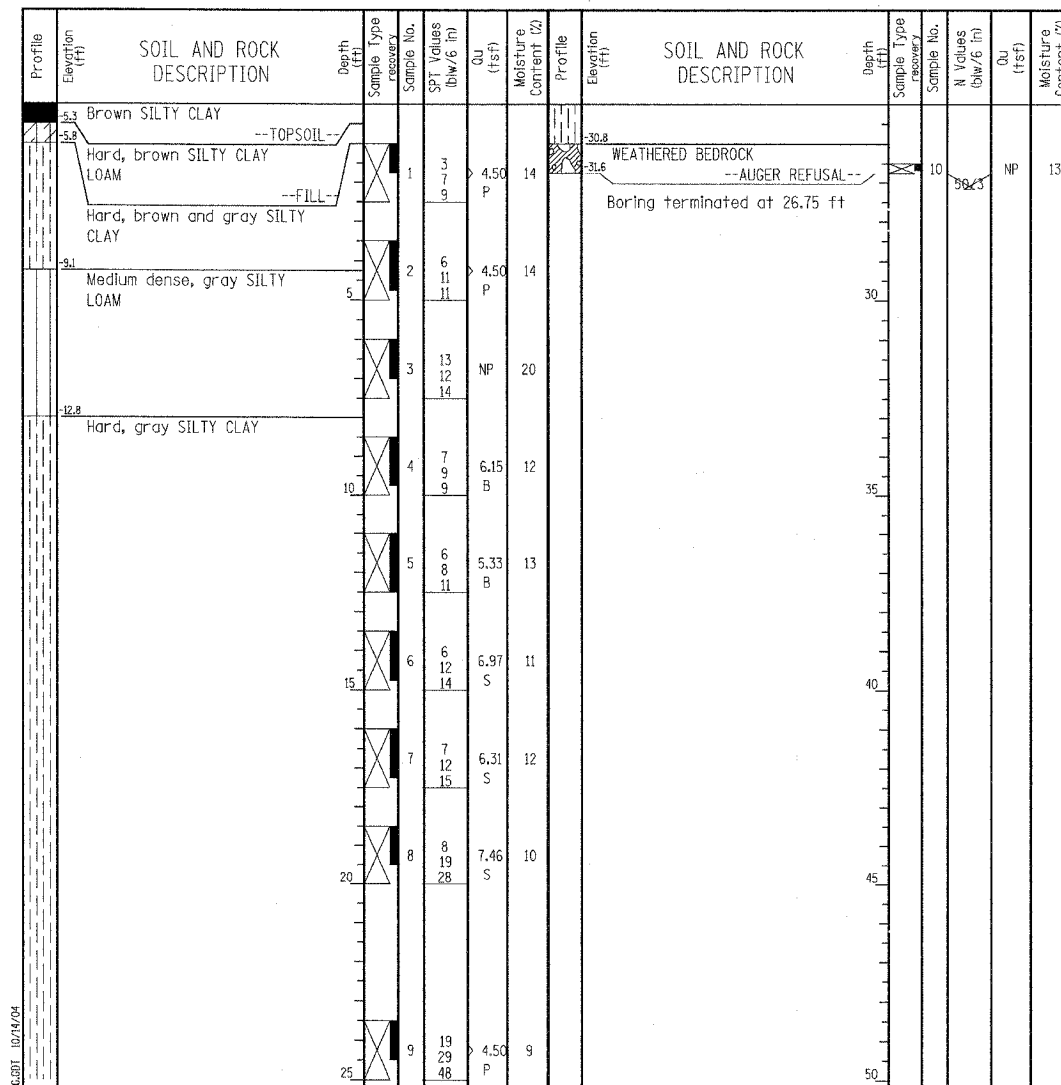 Profile
Elevation (ft)
SOIL AND ROCK
DESCRIPTION
Depth (ft)
Sample Type
recovery
Sample No.
SPT Values
(blw/6 in)
Qu
(tsf)
Moisture
Content (%)
Profile
Elevation (ft)
SOIL AND ROCK
DESCRIPTION
Depth (ft)
Sample Type
recovery
Sample No.
N Values
(blw/6 in)
Qu
(tsf)
Moisture
Content (%)
-5.3 Brown SILTY CLAY
--TOPSOIL--
-5.8
Hard, brown SILTY CLAY
LOAM
--FILL--
Hard, brown and gray SILTY
CLAY
1
3
7
9
> 4.50
P
14
-9.1
Medium dense, gray SILTY
LOAM
5
2
6
11
11
> 4.50
P
14
3
13
12
14
NP
20
-12.8
Hard, gray SILTY CLAY
10
4
7
9
9
6.15
B
12
5
6
8
11
5.33
B
13
15
6
6
12
14
6.97
S
11
7
7
12
15
6.31
S
12
20
8
8
19
28
7.46
S
10
25
9
19
29
48
> 4.50
P
9
-30.8
WEATHERED BEDROCK
-31.6
--AUGER REFUSAL--
Boring terminated at 26.75 ft
10
50/3
NP
13
30
35
40
45
50
G.GDT 10/14/04